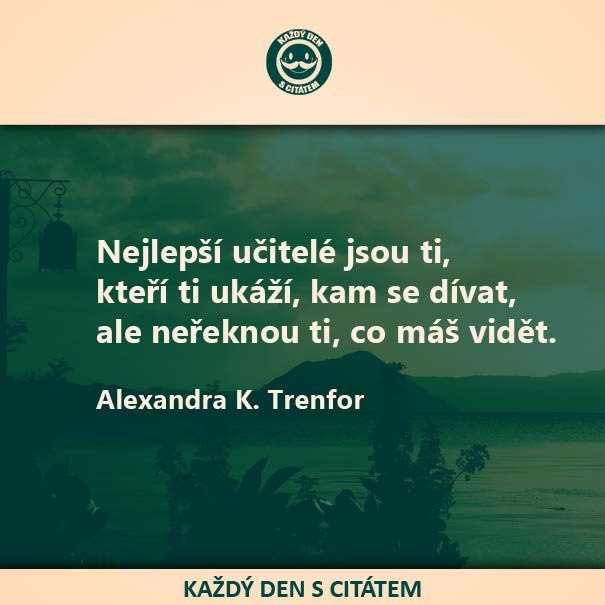 KAŽDÝ DEN
S CITÁTEM
Nejlepší učitelé jsou ti,
kteří ti ukáží, kam se dívat,
ale neřeknou ti, co máš vidět.
Alexandra K. Trenfor
KAŽDÝ DEN S CITÁTEM